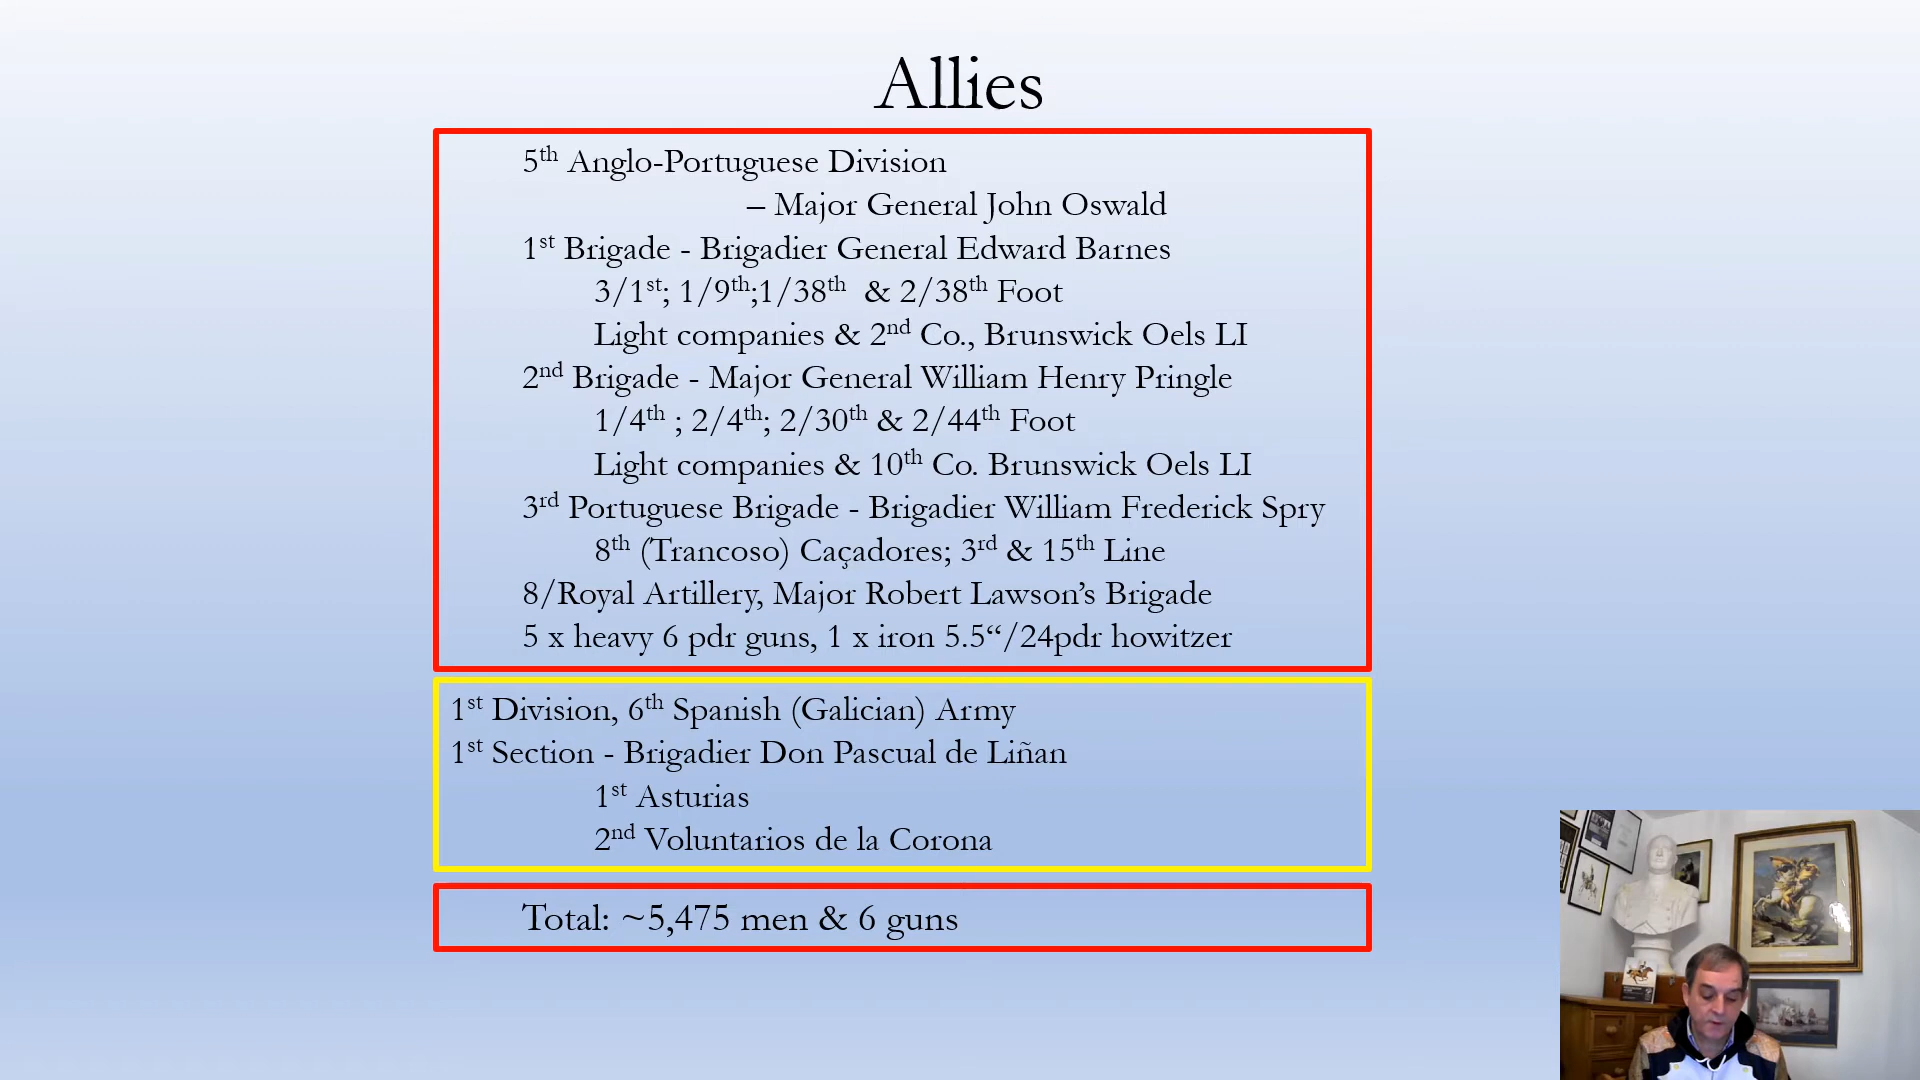 Allies
5th Anglo-Portuguese Division
– Major General John Oswald
1st Brigade - Brigadier General Edward Barnes
3/1st; 1/9th;1/38th & 2/38th Foot
Light companies & 2nd Co., Brunswick Oels LI
2nd Brigade - Major General William Henry Pringle
1/4th ; 2/4th; 2/30th & 2/44th Foot
Light companies & 10th Co. Brunswick Oels LI
3rd Portuguese Brigade - Brigadier William Frederick Spry
8th (Trancoso) Caçadores; 3rd & 15th Line
8/Royal Artillery, Major Robert Lawson’s Brigade
5 x heavy 6 pdr guns, 1 x iron 5.5“/24pdr howitzer
1st Division, 6th Spanish (Galician) Army
1st Section - Brigadier Don Pascual de Liñan
1st Asturias
2nd Voluntarios de la Corona
Total: ~5,475 men & 6 guns